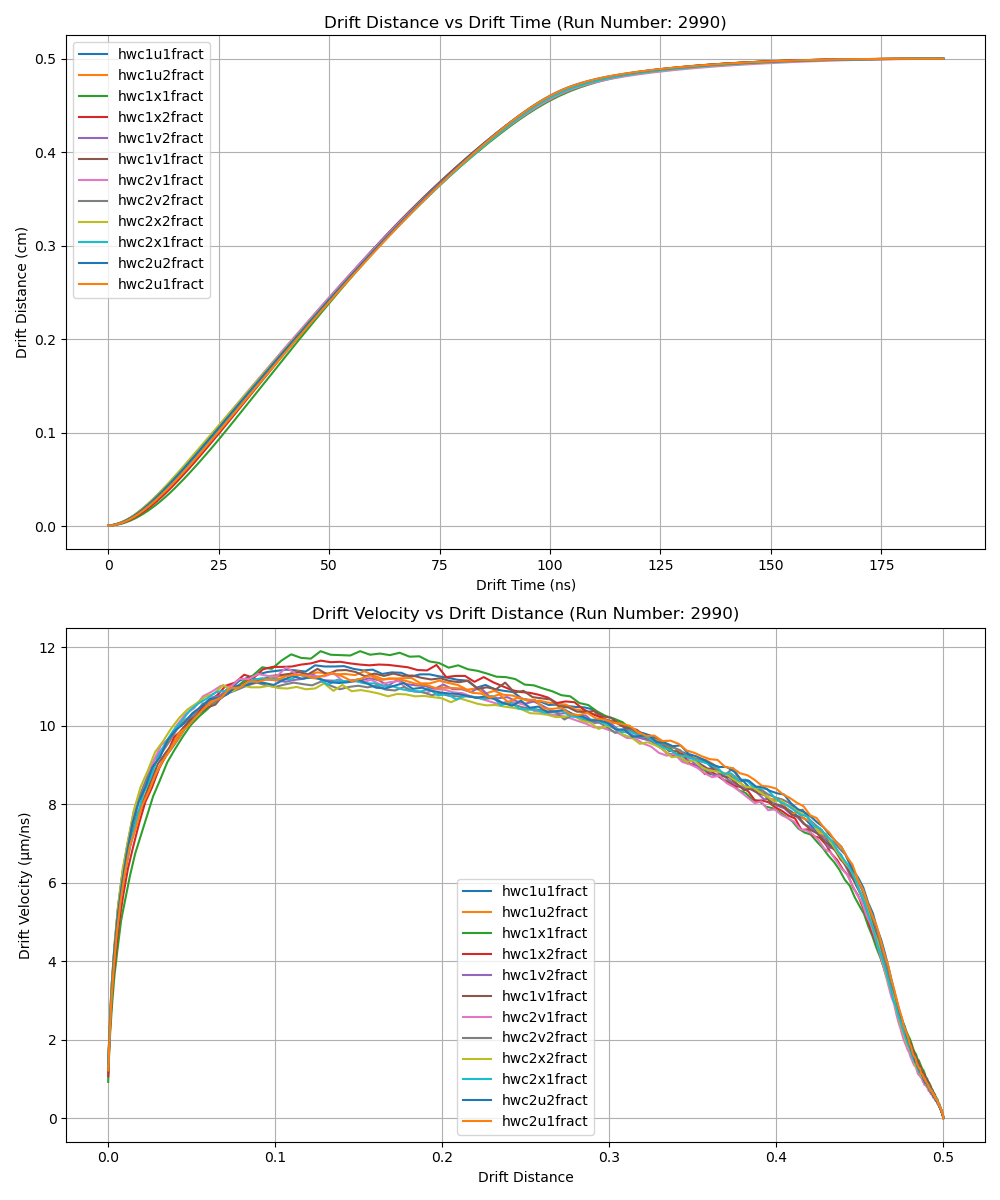 Drift Distance vs Drift Time (Run Number: 2990)
Drift Distance (cm)
0.5
0.4
0.3
0.2
0.1
0.0
hwc1u1fract
hwc1u2fract
hwc1x1fract
hwc1x2fract
hwc1v2fract
hwc1v1fract
hwc2v1fract
hwc2v2fract
hwc2x2fract
hwc2x1fract
hwc2u2fract
hwc2u1fract
0 25 50 75 100 125 150 175
Drift Time (ns)
Drift Velocity vs Drift Distance (Run Number: 2990)
Drift Velocity (μm/ns)
12
10
8
6
4
2
0
hwc1u1fract
hwc1u2fract
hwc1x1fract
hwc1x2fract
hwc1v2fract
hwc1v1fract
hwc2v1fract
hwc2v2fract
hwc2x2fract
hwc2x1fract
hwc2u2fract
hwc2u1fract
0.0 0.1 0.2 0.3 0.4 0.5
Drift Distance